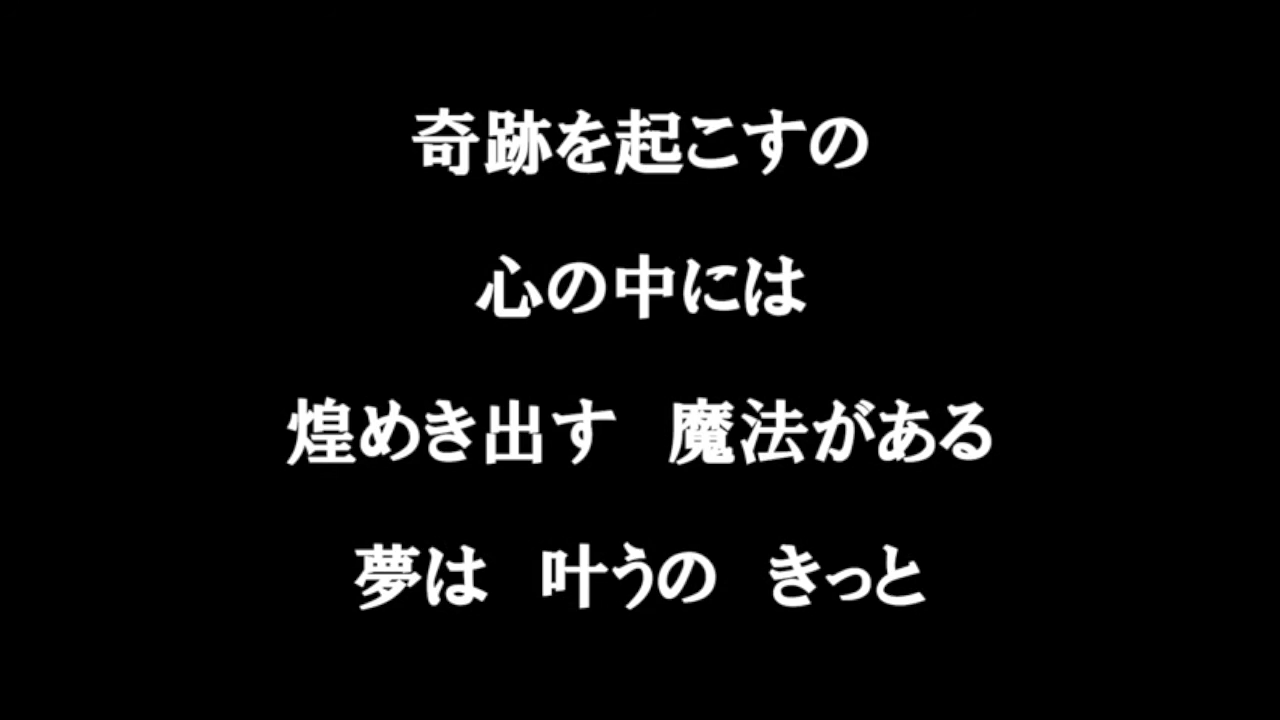 奇跡を起こすの
心の中には
煌めき出す　魔法がある
夢は　叶うの　きっと